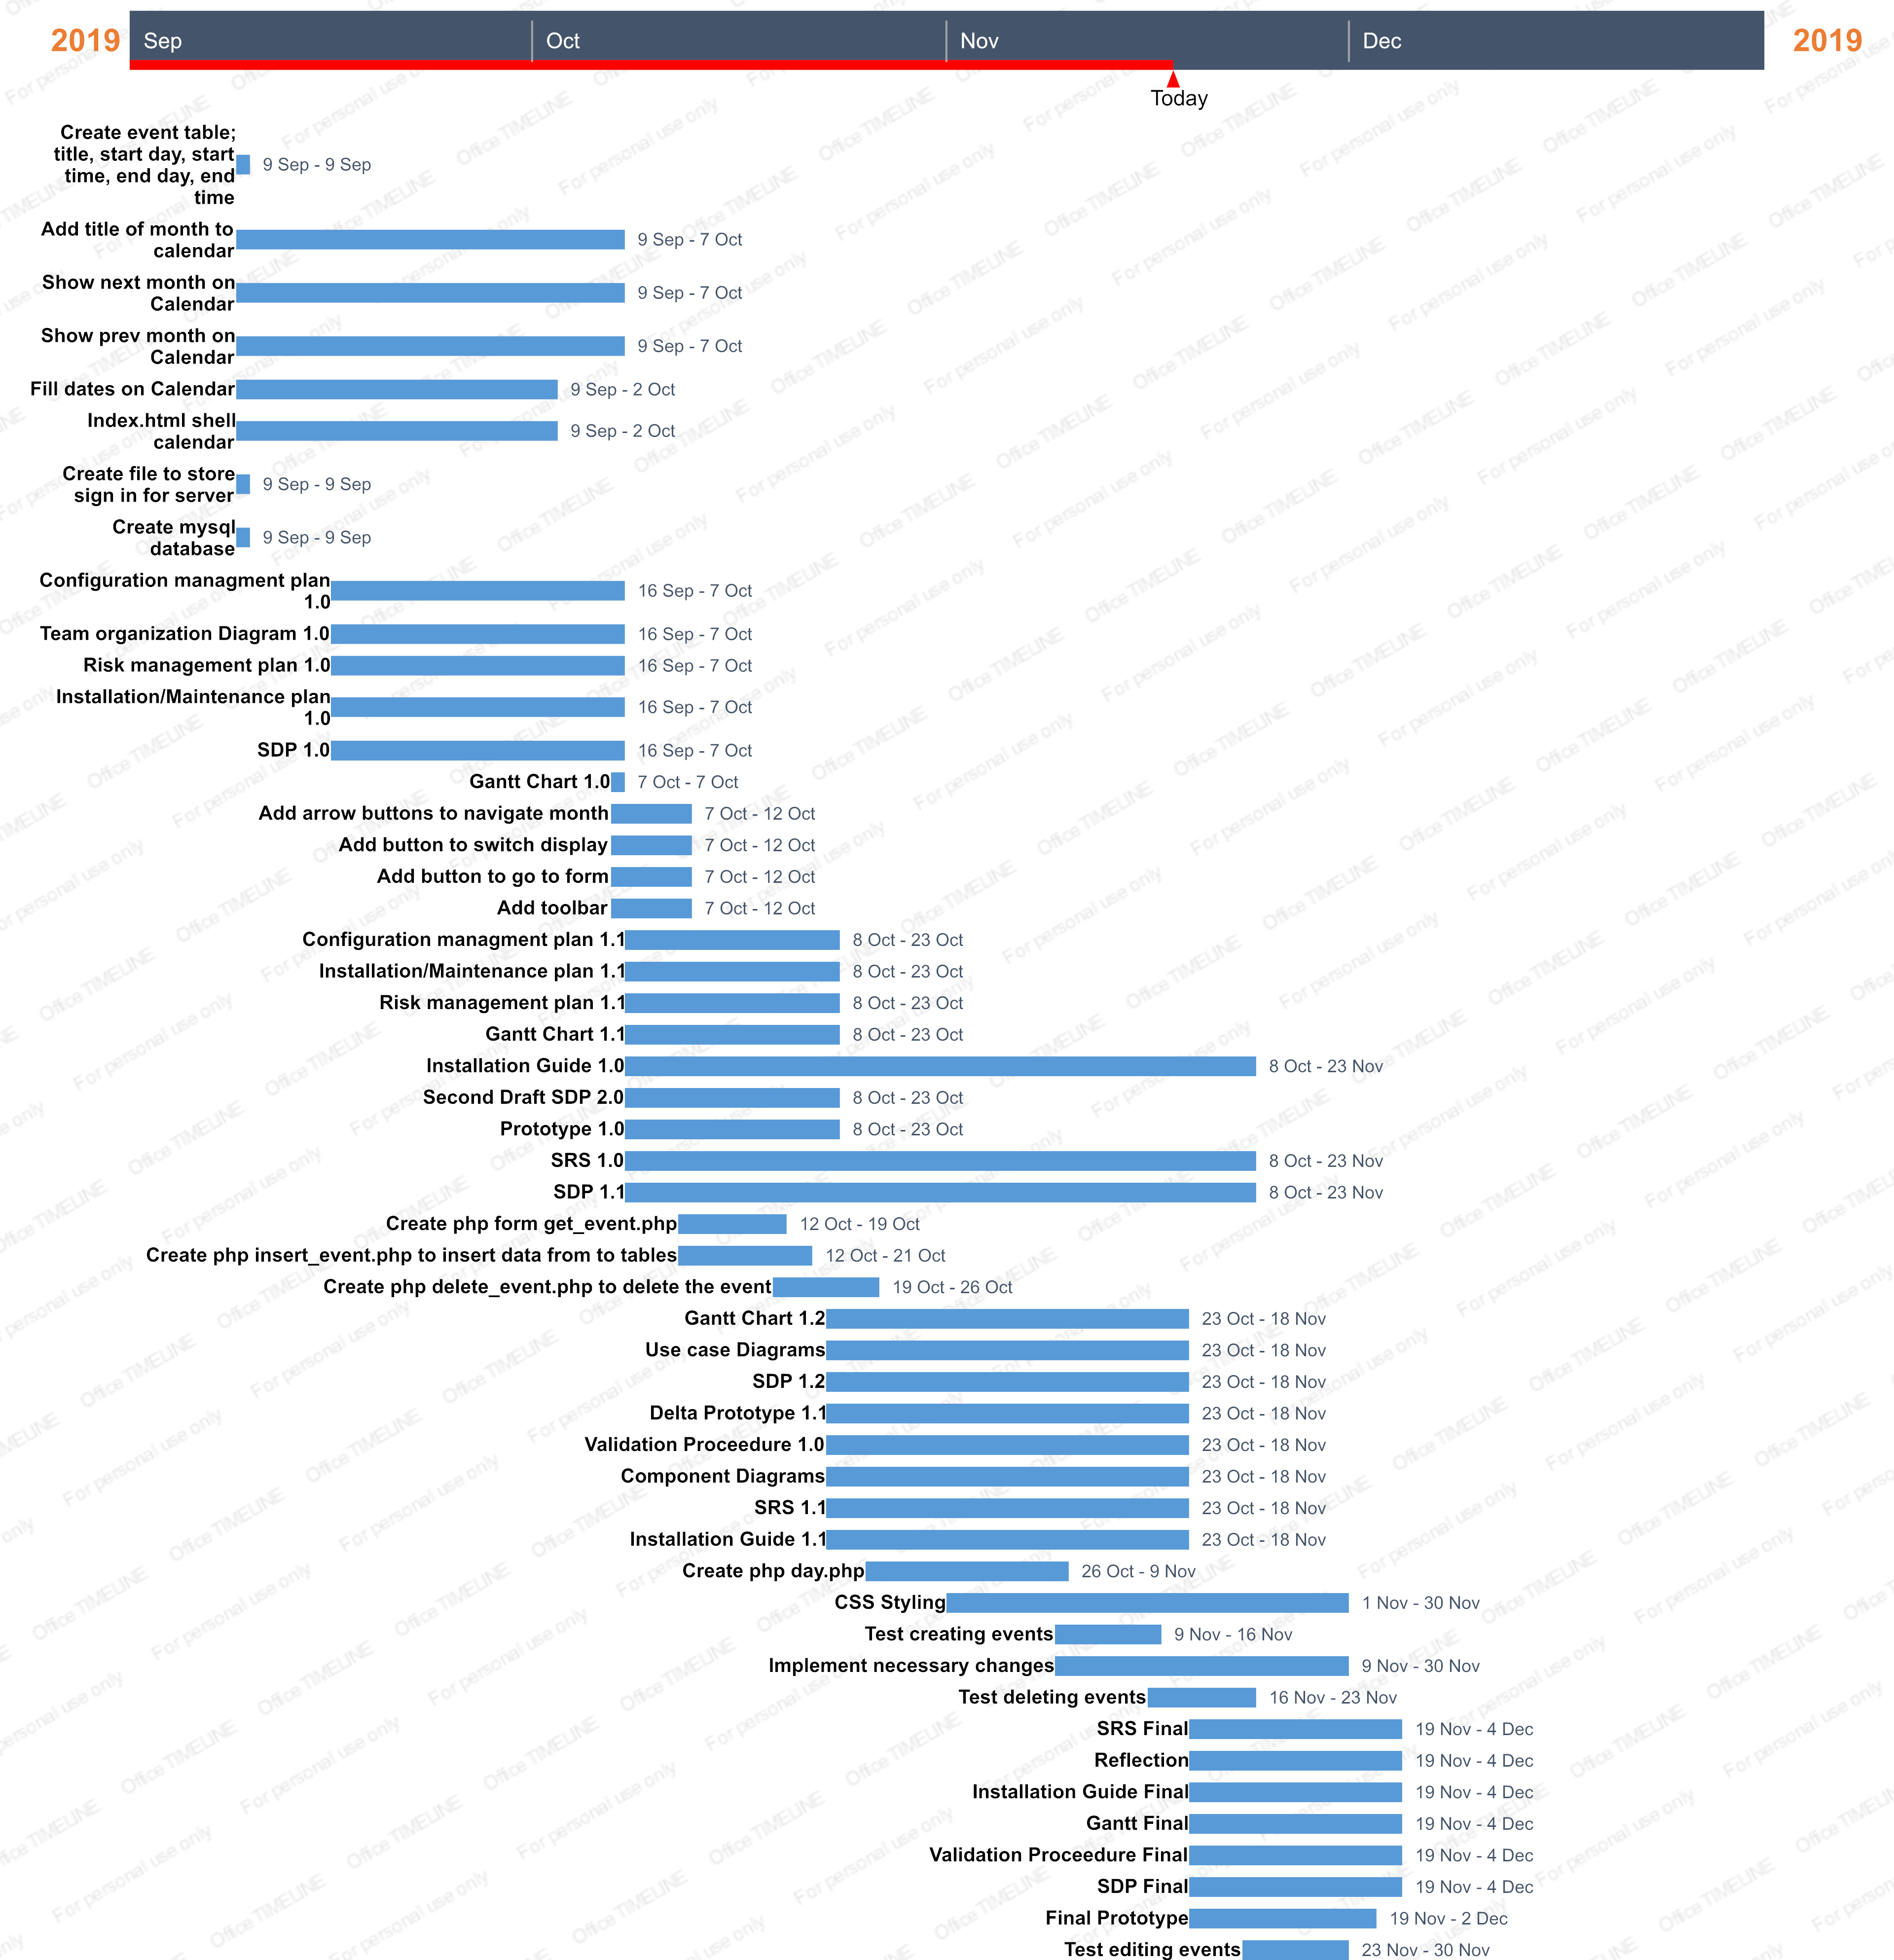 2019 Sep Oct Nov Dec 2019
Today
Create event table;
title, start day, start
time, end day, end
time
9 Sep - 9 Sep
Add title of month to
calendar
9 Sep - 7 Oct
Show next month on
Calendar
9 Sep - 7 Oct
Show prev month on
Calendar
9 Sep - 7 Oct
Fill dates on Calendar 9 Sep - 2 Oct
Index.html shell
calendar
9 Sep - 2 Oct
Create file to store
sign in for server
9 Sep - 9 Sep
Create mysql
database
9 Sep - 9 Sep
Configuration managment plan
1.0
16 Sep - 7 Oct
Team organization Diagram 1.0 16 Sep - 7 Oct
Risk management plan 1.0 16 Sep - 7 Oct
Installation/Maintenance plan
1.0
16 Sep - 7 Oct
SDP 1.0 16 Sep - 7 Oct
Gantt Chart 1.0 7 Oct - 7 Oct
Add arrow buttons to navigate month 7 Oct - 12 Oct
Add button to switch display 7 Oct - 12 Oct
Add button to go to form 7 Oct - 12 Oct
Add toolbar 7 Oct - 12 Oct
Configuration managment plan 1.1 8 Oct - 23 Oct
Installation/Maintenance plan 1.1 8 Oct - 23 Oct
Risk management plan 1.1 8 Oct - 23 Oct
Gantt Chart 1.1 8 Oct - 23 Oct
Installation Guide 1.0 8 Oct - 23 Nov
Second Draft SDP 2.0 8 Oct - 23 Oct
Prototype 1.0 8 Oct - 23 Oct
SRS 1.0 8 Oct - 23 Nov
SDP 1.1 8 Oct - 23 Nov
Create php form get_event.php 12 Oct - 19 Oct
Create php insert_event.php to insert data from to tables 12 Oct - 21 Oct
Create php delete_event.php to delete the event 19 Oct - 26 Oct
Gantt Chart 1.2 23 Oct - 18 Nov
Use case Diagrams 23 Oct - 18 Nov
SDP 1.2 23 Oct - 18 Nov
Delta Prototype 1.1 23 Oct - 18 Nov
Validation Proceedure 1.0 23 Oct - 18 Nov
Component Diagrams 23 Oct - 18 Nov
SRS 1.1 23 Oct - 18 Nov
Installation Guide 1.1 23 Oct - 18 Nov
Create php day.php 26 Oct - 9 Nov
CSS Styling 1 Nov - 30 Nov
Test creating events 9 Nov - 16 Nov
Implement necessary changes 9 Nov - 30 Nov
Test deleting events 16 Nov - 23 Nov
SRS Final 19 Nov - 4 Dec
Reflection 19 Nov - 4 Dec
Installation Guide Final 19 Nov - 4 Dec
Gantt Final 19 Nov - 4 Dec
Validation Proceedure Final 19 Nov - 4 Dec
SDP Final 19 Nov - 4 Dec
Final Prototype 19 Nov - 2 Dec
Test editing events 23 Nov - 30 Nov
Office TIMELINE For personal use only